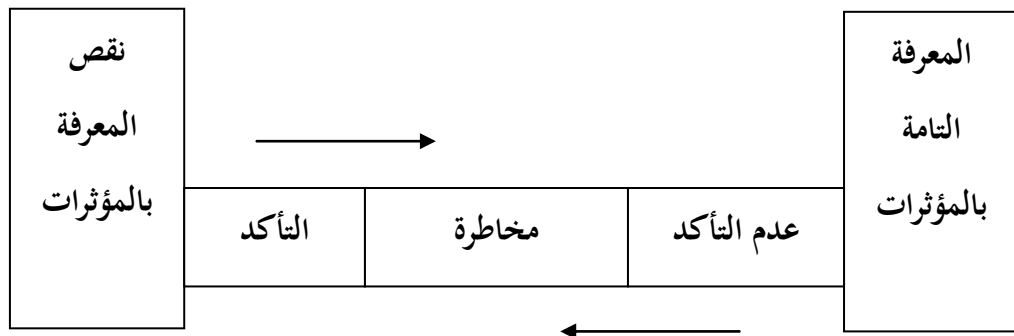 المعرفة
التامة
بالمؤثرات
عدم التأكد
مخاطرة
التأكد
نقص
المعرفة
بالمؤثرات